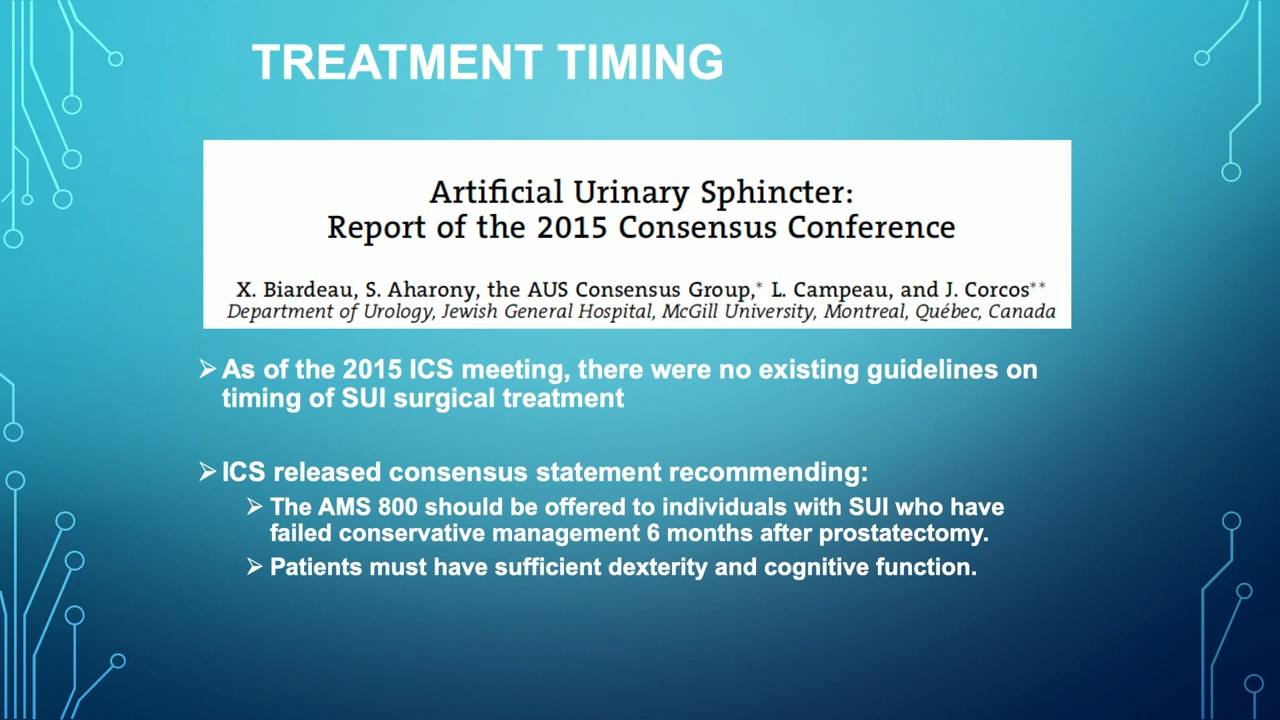 TREATMENT TIMING
Artificial Urinary Sphincter:
Report of the 2015 Consensus Conference
X. Biardeau, S. Aharony, the AUS Consensus Group,* L. Campeau, and J. Corcos**
Department of Urology, Jewish General Hospital, McGill University, Montreal, Québec, Canada
➢ As of the 2015 ICS meeting, there were no existing guidelines on
timing of SUI surgical treatment
➢ ICS released consensus statement recommending:
➢ The AMS 800 should be offered to individuals with SUI who have
failed conservative management 6 months after prostatectomy.
➢ Patients must have sufficient dexterity and cognitive function.